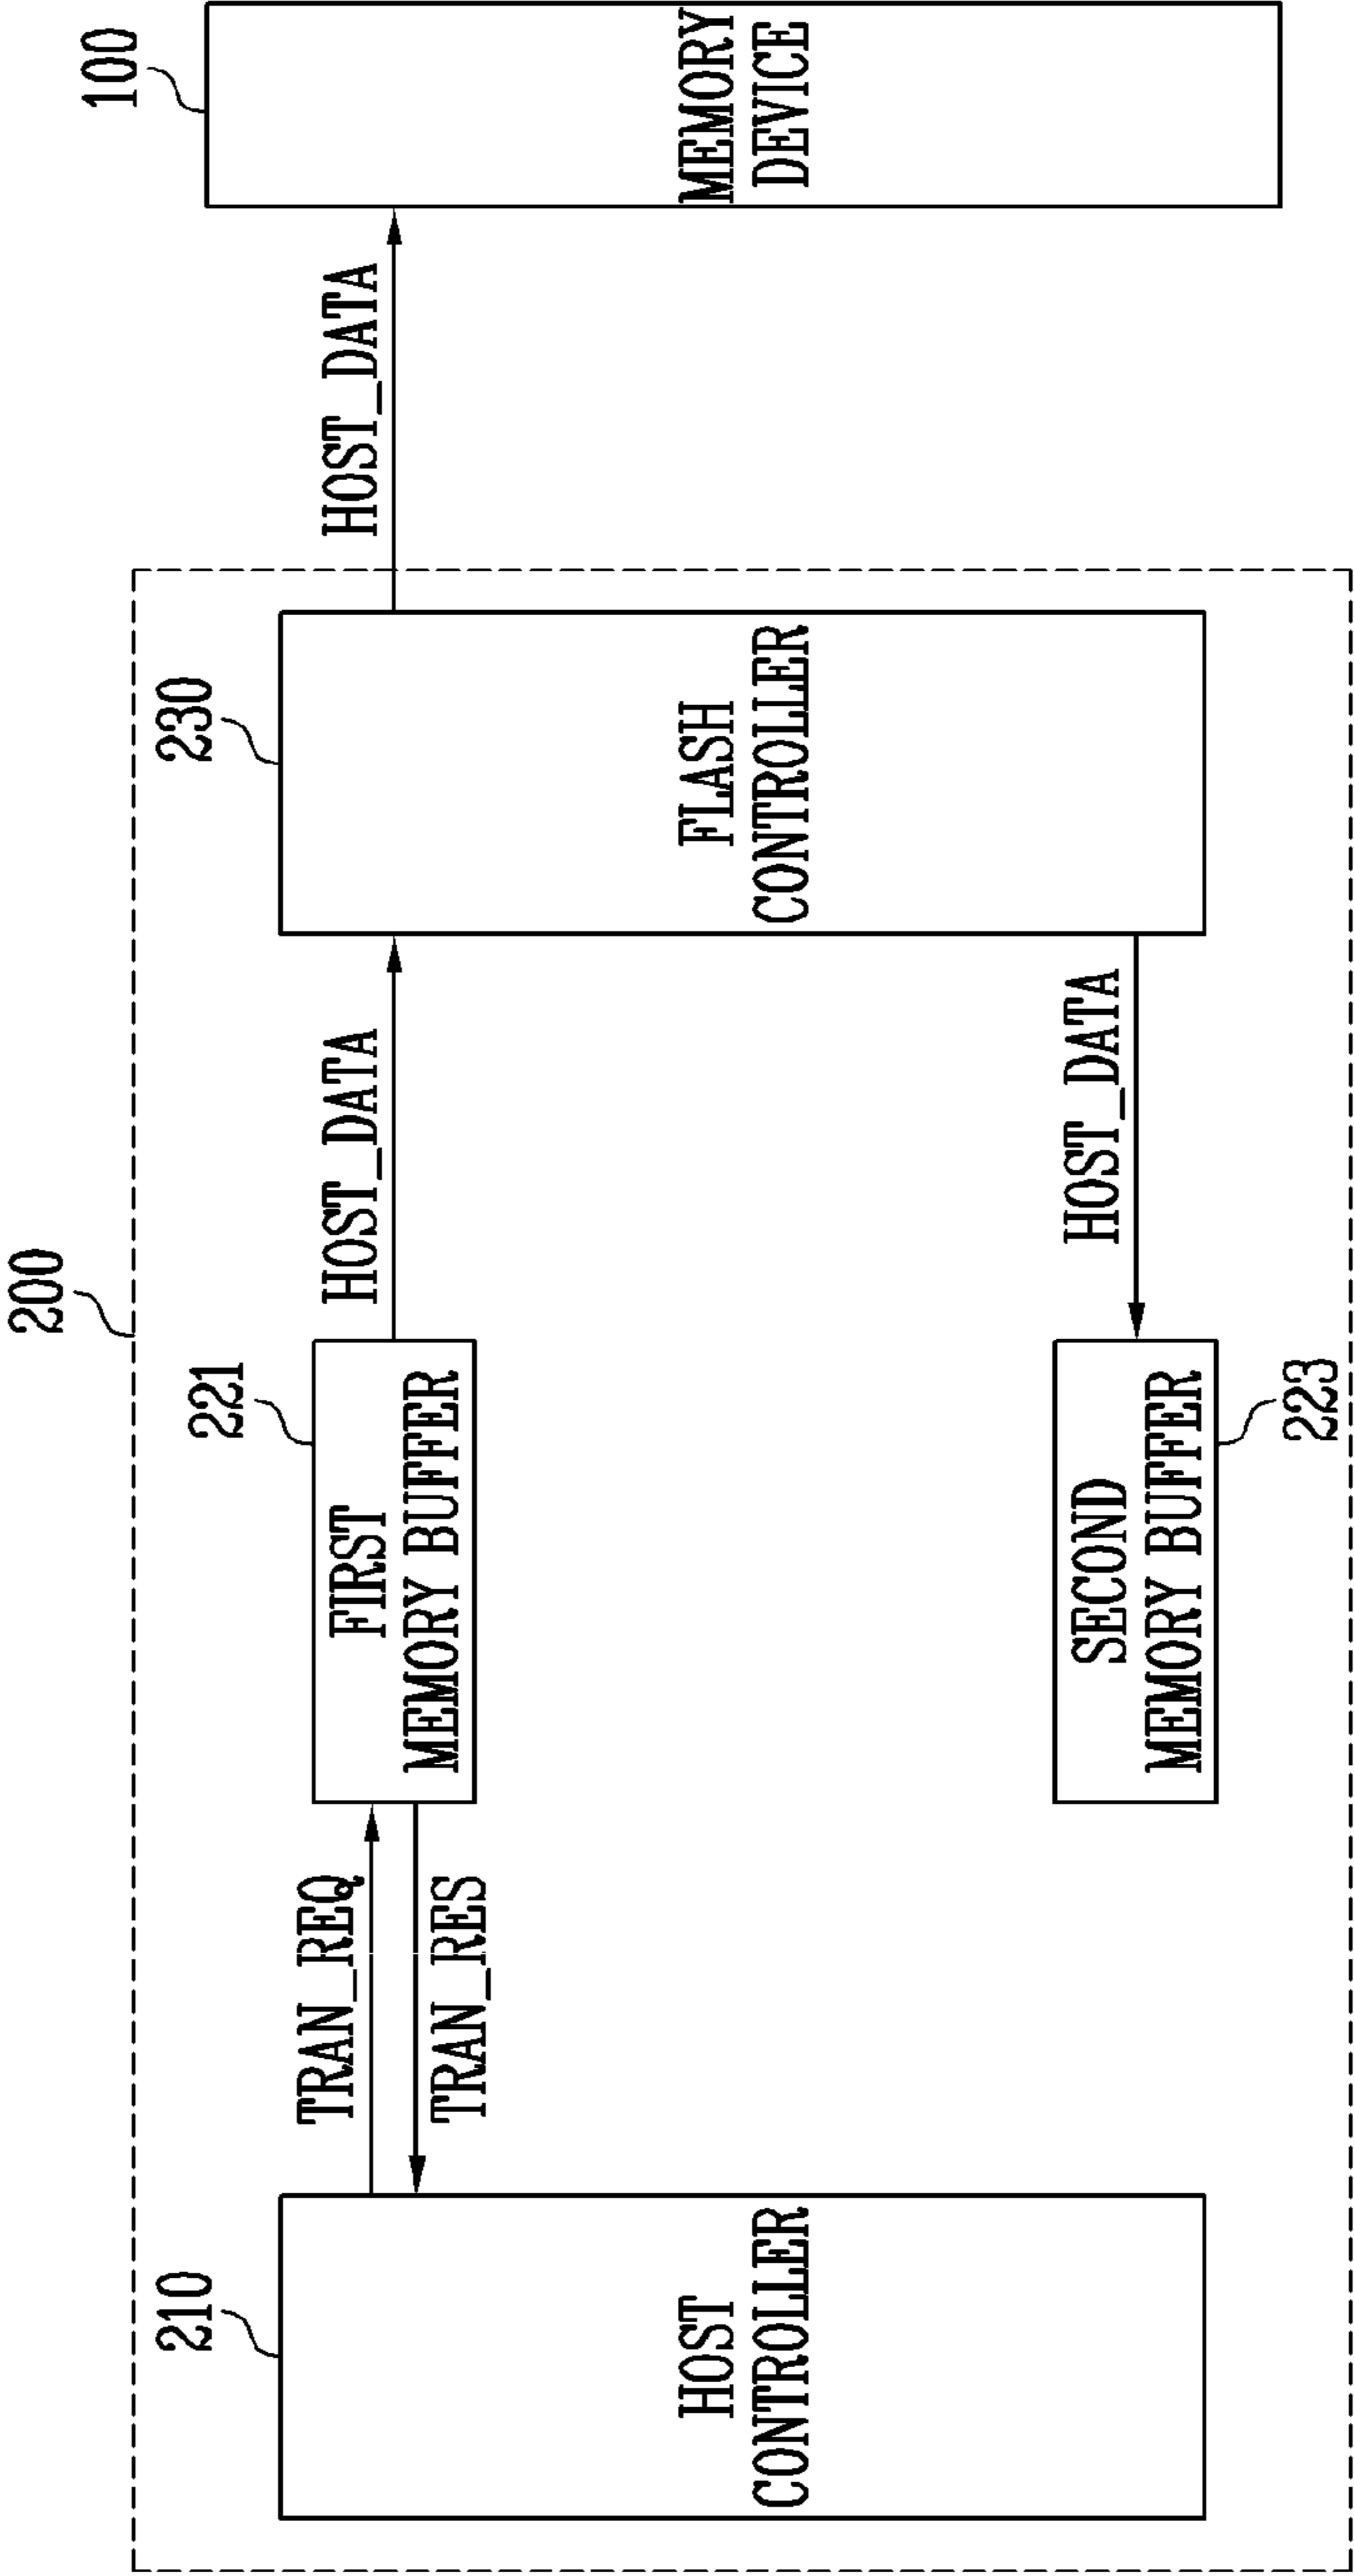 200
210
HOST
CONTROLLER
TRAN_REQ
TRAN_RES
221
FIRST
MEMORY BUFFER
HOST_DATA
230
FLASH
CONTROLLER
HOST_DATA
100
MEMORY
DEVICE
SECOND
MEMORY BUFFER
223
HOST_DATA